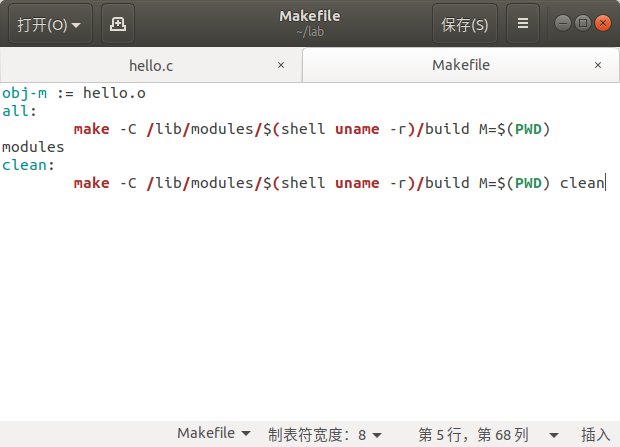 打开(O)
Makefile
~/lab
保存(S)
hello.c
Makefile
obj-m := hello.o
all:
make -C /lib/modules/$(shell uname -r)/build M=$(PWD)
modules
clean:
make -C /lib/modules/$(shell uname -r)/build M=$(PWD) clean
Makefile 制表符宽度：8 第 5 行，第 68 列 插入